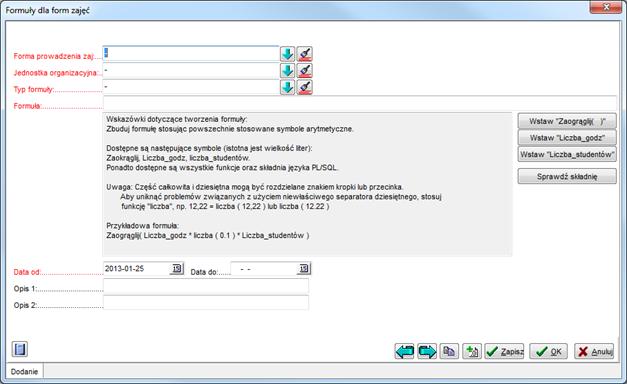 Formuły dla form zajęć
Forma prowadzenia zaj:...
Jednostka organizacyjna:... -
Typ formuły:... -
Formuła:...
Wskazówki dotyczące tworzenia formuły:
Zbuduj formułę stosując powszechnie stosowane symbole arytmetyczne.
Dostępne są następujące symbole (istotna jest wielkość liter):
Zaokrąglij, Liczba_godz, liczba_studentów.
Ponadto dostępne są wszystkie funkcje oraz składnia języka PL/SQL.
Uwaga: Część całkowita i dziesiętna mogą być rozdzielane znakiem kropki lub przecinka.
Aby uniknąć problemów związanych z użyciem niewłaściwego separatora dziesiętnego, stosuj
funkcję "liczba", np. 12,22 = liczba ( 12,22 ) lub liczba ( 12.22 )
Przykładowa formuła:
Zaogrąglij( Liczba_godz * liczba ( 0.1 ) * Liczba_studentów )
Wstaw "Zaogrąglij( )"
Wstaw "Liczba_godz"
Wstaw "Liczba_studentów"
Sprawdź składnię
Data od:... 2013-01-25 15 Data do:... - - 15
Opis 1:...
Opis 2:...
Zapisz OK Anuluj
Dodanie